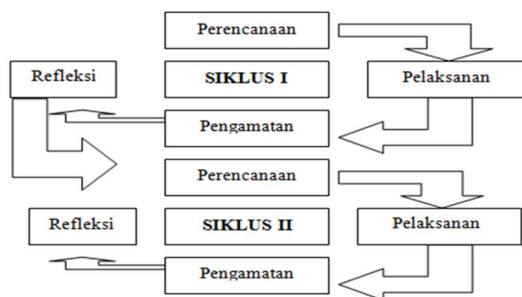 Perencanaan
Refleksi
SIKLUS I
Pelaksanan
Pengamatan
Perencanaan
Refleksi
SIKLUS II
Pelaksanan
Pengamatan